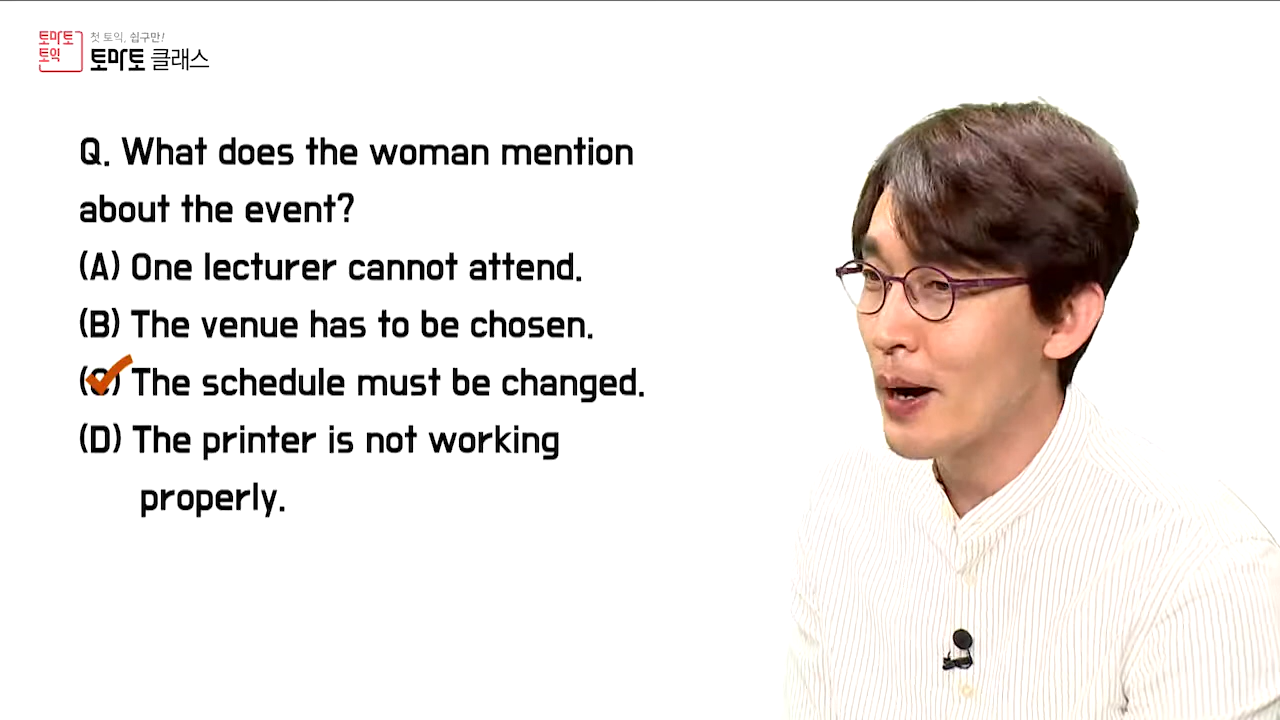 토마토
토익
첫 토익, 쉽구만!
토마토 클래스
Q. What does the woman mention
about the event?
(A) One lecturer cannot attend.
(B) The venue has to be chosen.
(C) The schedule must be changed.
(D) The printer is not working
properly.